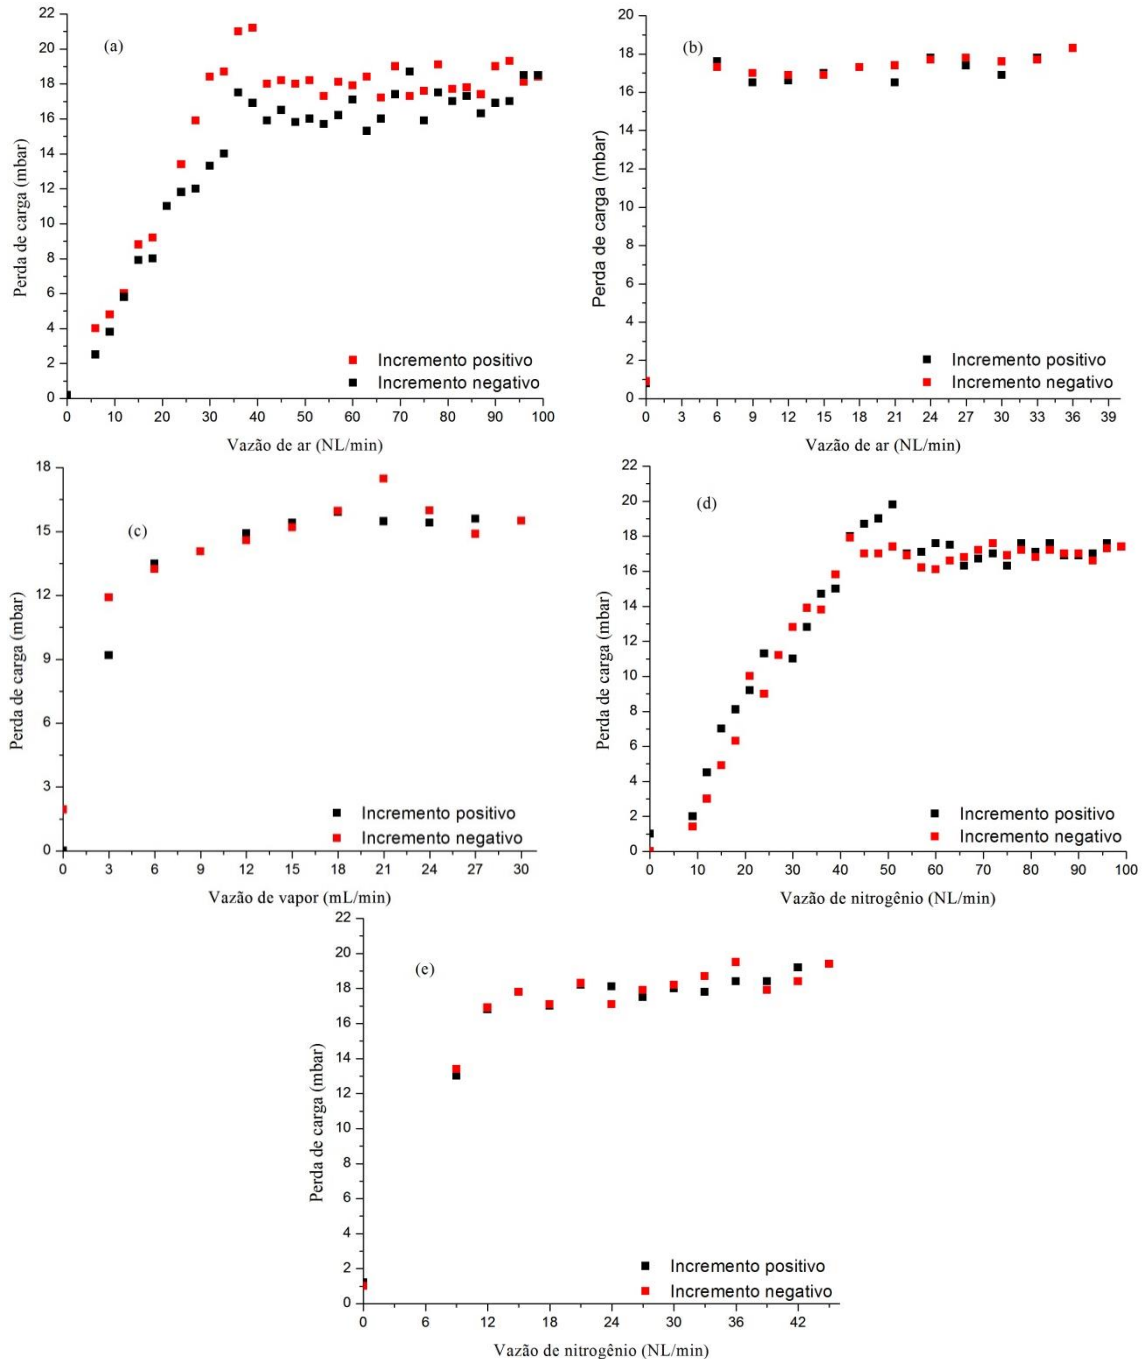 (a)
Perda de carga (mbar)
22
20
18
16
14
12
10
8
6
4
2
0
Incremento positivo
Incremento negativo
0 10 20 30 40 50 60 70 80 90 100
Vazão de ar (NL/min)
(b)
Perda de carga (mbar)
20
18
16
14
12
10
8
6
4
2
0
Incremento positivo
Incremento negativo
0 3 6 9 12 15 18 21 24 27 30 33 36 39
Vazão de ar (NL/min)
(c)
Perda de carga (mbar)
18
15
12
9
6
3
0
Incremento positivo
Incremento negativo
0 3 6 9 12 15 18 21 24 27 30
Vazão de vapor (mL/min)
(d)
Perda de carga (mbar)
22
20
18
16
14
12
10
8
6
4
2
0
Incremento positivo
Incremento negativo
0 10 20 30 40 50 60 70 80 90 100
Vazão de nitrogênio (NL/min)
(e)
Perda de carga (mbar)
22
20
18
16
14
12
10
8
6
4
2
0
Incremento positivo
Incremento negativo
0 6 12 18 24 30 36 42
Vazão de nitrogênio (NL/min)